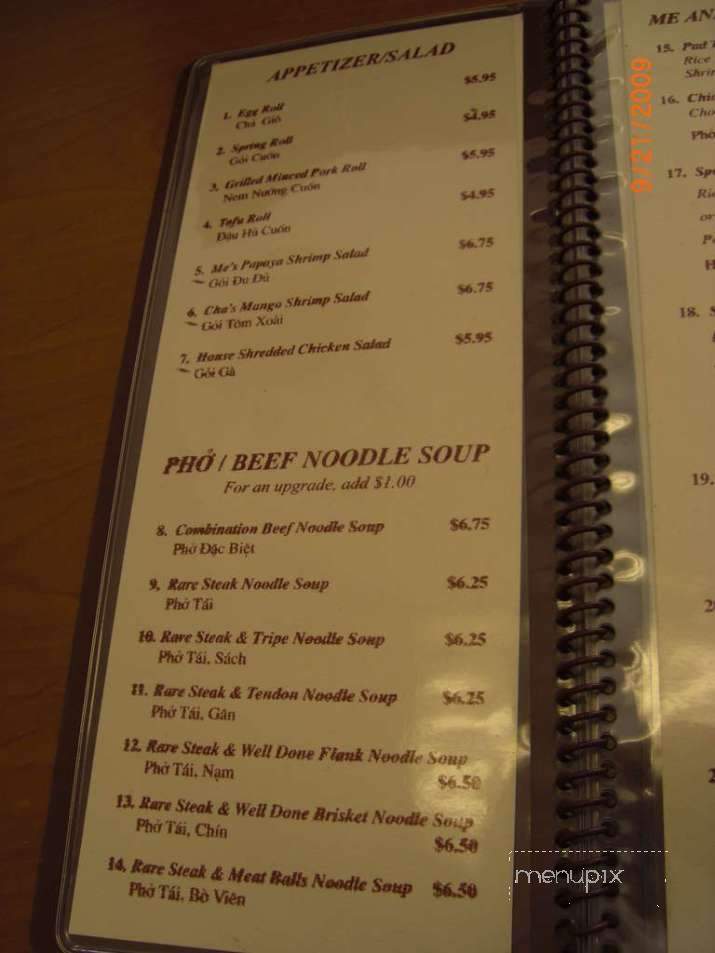 APPETIZER/SALAD
1. Egg Roll $5.95
Chả Giò
2. Spring Roll $4.95
Gỏi Cuốn
3. Grilled Minced Pork Roll $5.95
Nem Nướng Cuốn
4. Tofu Roll $4.95
Đậu Hủ Cuốn
5. Me's Papaya Shrimp Salad $6.75
Gỏi Đu Đủ
6. Cha's Mango Shrimp Salad $6.75
Gỏi Tôm Xoài
7. House Shredded Chicken Salad $5.95
Gỏi Gà
PHỞ / BEEF NOODLE SOUP
For an upgrade, add $1.00
8. Combination Beef Noodle Soup $6.75
Phở Đặc Biệt
9. Rare Steak Noodle Soup $6.25
Phở Tái
10. Rare Steak & Tripe Noodle Soup $6.25
Phở Tái, Sách
11. Rare Steak & Tendon Noodle Soup $6.25
Phở Tái, Gân
12. Rare Steak & Well Done Flank Noodle Soup
Phở Tái, Nạm $6.50
13. Rare Steak & Well Done Brisket Noodle Soup
Phở Tái, Chín $6.50
14. Rare Steak & Meat Balls Noodle Soup $6.50
Phở Tái, Bò Viên
ME AN
15. Pad
Rice
Shrim
16. Chi
Cho
Phở
17. Sp
or
18.
19.
9/21/2009
menupix